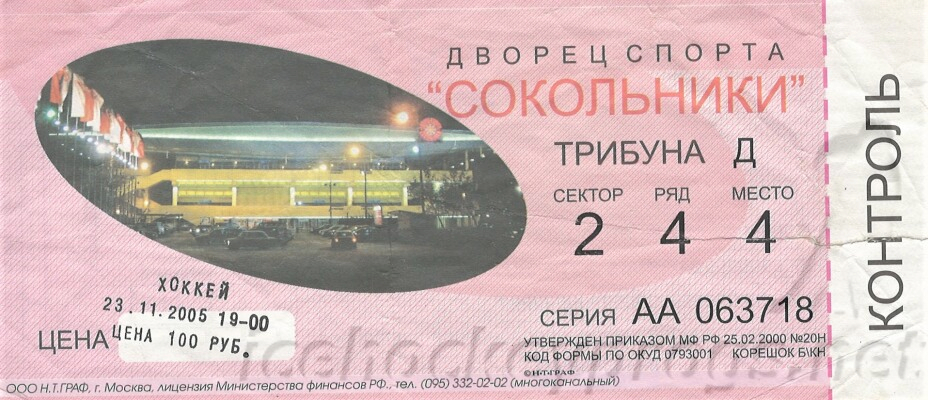 ДВОРЕЦ СПОРТА
"СОКОЛЬНИКИ"
ТРИБУНА Д
СЕКТОР РЯД МЕСТО
2 4 4
ХОККЕЙ
23.11.2005 19-00
ЦЕНА ЦЕНА 100 РУБ.
СЕРИЯ АА 063718
УТВЕРЖДЕН ПРИКАЗОМ МФ РФ 25.02.2000 №20Н
КОД ФОРМЫ ПО ОКУД 0793001 КОРЕШОК Б\КН
©Н•Т•ГРАФ
ООО Н.Т.ГРАФ, г. Москва, лицензия Министерства финансов РФ., тел. (095) 332-02-02 (многоканальный)
КОНТРОЛЬ